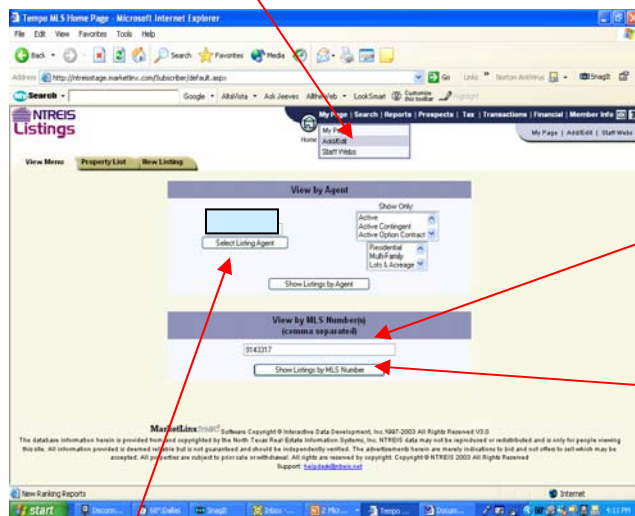 Tempo MLS Home Page - Microsoft Internet Explorer
File Edit View Favorites Tools Help
Back Search Favorites Media
Address http://ntreisstage.marketlinx.com/Subscriber/default.aspx Go Links Norton AntiVirus SnagIt
Search Google AltaVista Ask Jeeves AlltheWeb LookSmart Customize this toolbar Highlight
NTREIS
Listings
Home
My Page | Search | Reports | Prospects | Tax | Transactions | Financial | Member Info
My Page
Add/Edit
Staff Webs
My Page | Add/Edit | Staff Webs
View Menu Property List New Listing
View by Agent
Show Only:
Active
Active Contingent
Active Option Contract
Select Listing Agent
Residential
Multi-Family
Lots & Acreage
Show Listings by Agent
View by MLS Number(s)
(comma separated)
9143317
Show Listings by MLS Number
MarketLinx Software Copyright © Interactive Data Development, Inc. 1997-2003 All Rights Reserved V3.0
The database information herein is provided from and copyrighted by the North Texas Real Estate Information Systems, Inc. NTREIS data may not be reproduced or redistributed and is only for people viewing
this site. All information provided is deemed reliable but is not guaranteed and should be independently verified. The advertisements herein are merely indications to bid and not offers to sell which may be
accepted. All properties are subject to prior sale or withdrawal. All rights are reserved by copyright. Copyright © NTREIS 2003 All Rights Reserved
Support: helpdesk@ntreis.net
New Ranking Reports Internet
start 68° Dallas SnagIt Inbox - ... Tempo ... Docum... 4:11 PM